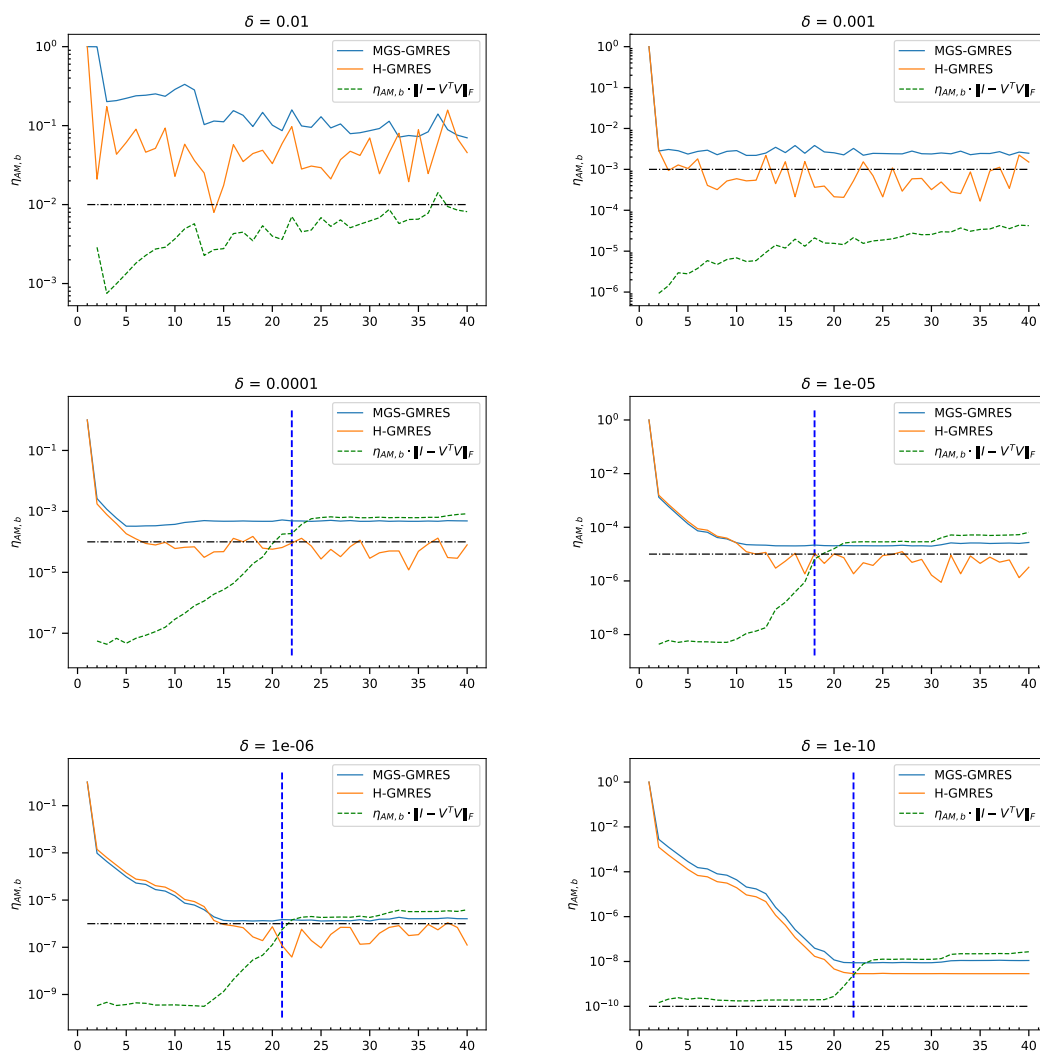 δ = 0.01
η_{AM,b}
10⁰
10⁻¹
10⁻²
10⁻³
MGS-GMRES
H-GMRES
η_{AM,b} · ‖I − V^T V‖_F
0 5 10 15 20 25 30 35 40
δ = 0.001
η_{AM,b}
10⁰
10⁻¹
10⁻²
10⁻³
10⁻⁴
10⁻⁵
10⁻⁶
MGS-GMRES
H-GMRES
η_{AM,b} · ‖I − V^T V‖_F
0 5 10 15 20 25 30 35 40
δ = 0.0001
η_{AM,b}
10⁻¹
10⁻³
10⁻⁵
10⁻⁷
MGS-GMRES
H-GMRES
η_{AM,b} · ‖I − V^T V‖_F
0 5 10 15 20 25 30 35 40
δ = 1e-05
η_{AM,b}
10⁰
10⁻²
10⁻⁴
10⁻⁶
10⁻⁸
MGS-GMRES
H-GMRES
η_{AM,b} · ‖I − V^T V‖_F
0 5 10 15 20 25 30 35 40
δ = 1e-06
η_{AM,b}
10⁻¹
10⁻³
10⁻⁵
10⁻⁷
10⁻⁹
MGS-GMRES
H-GMRES
η_{AM,b} · ‖I − V^T V‖_F
0 5 10 15 20 25 30 35 40
δ = 1e-10
η_{AM,b}
10⁰
10⁻²
10⁻⁴
10⁻⁶
10⁻⁸
10⁻¹⁰
MGS-GMRES
H-GMRES
η_{AM,b} · ‖I − V^T V‖_F
0 5 10 15 20 25 30 35 40